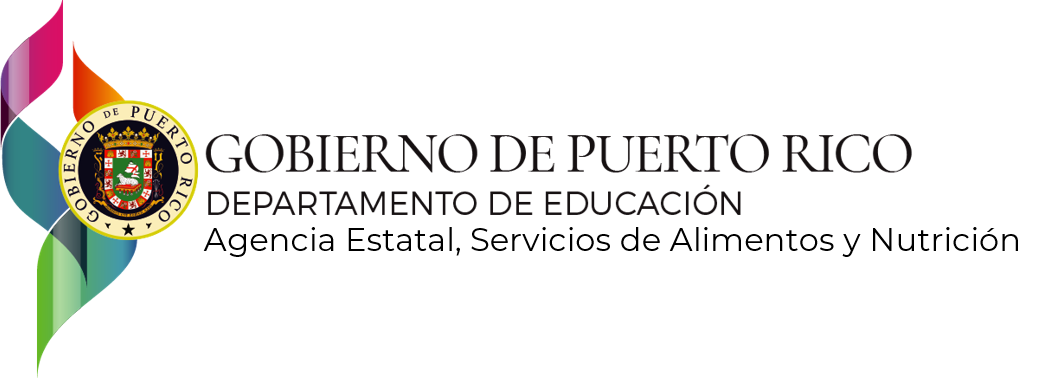 GOBIERNO DE PUERTO RICO
GOBIERNO DE PUERTO RICO
DEPARTAMENTO DE EDUCACIÓN
Agencia Estatal, Servicios de Alimentos y Nutrición